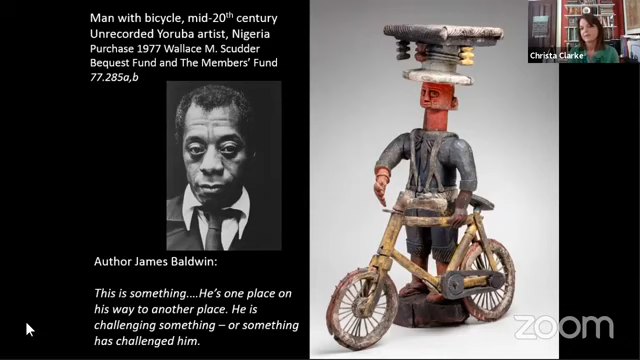 Man with bicycle, mid-20th century
Unrecorded Yoruba artist, Nigeria
Purchase 1977 Wallace M. Scudder
Bequest Fund and The Members' Fund
77.285a,b
Author James Baldwin:
This is something....He's one place on
his way to another place. He is
challenging something – or something
has challenged him.
Christa Clarke
zoom